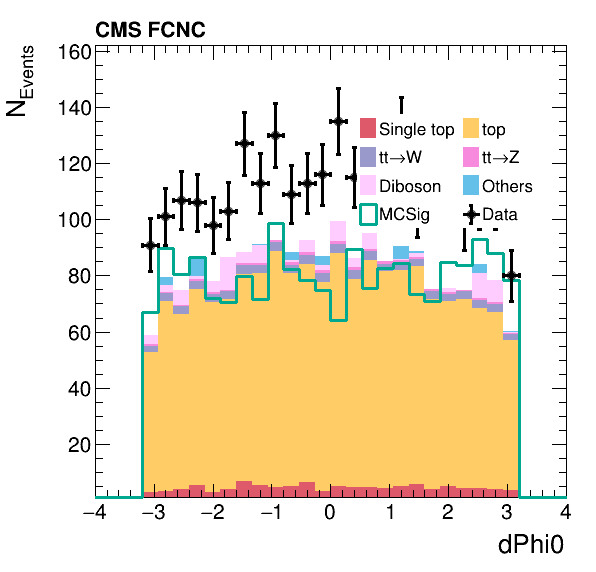 CMS FCNC
N_Events
160
140
120
100
80
60
40
20
Single top top
tt→W tt→Z
Diboson Others
MCSig Data
−4 −3 −2 −1 0 1 2 3 4
dPhi0